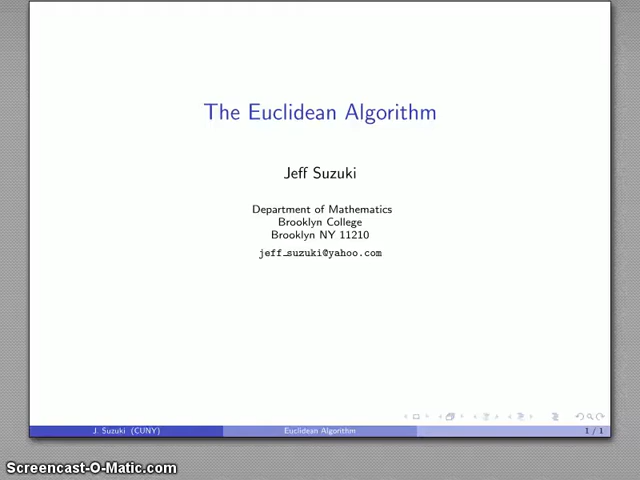 The Euclidean Algorithm
Jeff Suzuki
Department of Mathematics
Brooklyn College
Brooklyn NY 11210
jeff_suzuki@yahoo.com
J. Suzuki (CUNY)
Euclidean Algorithm
1 / 1
Screencast-O-Matic.com